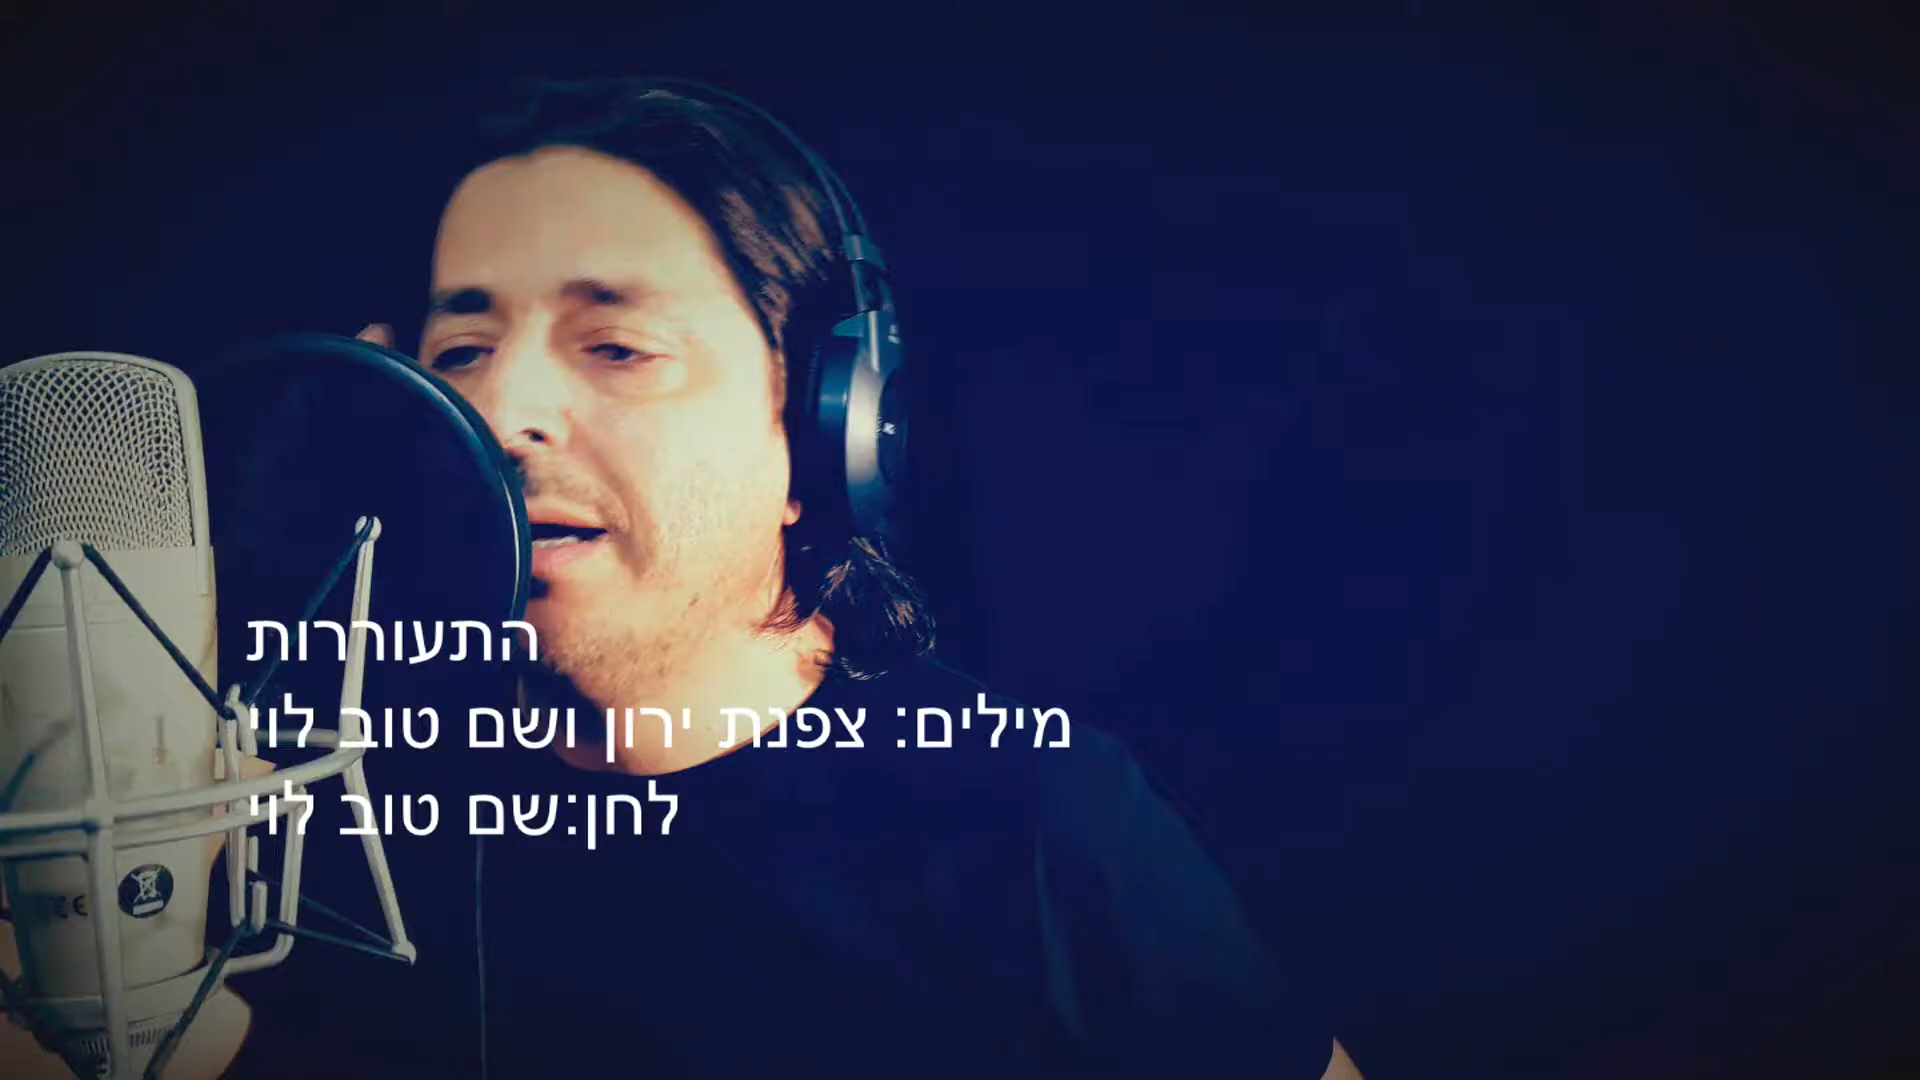 התעוררות
מילים: צפנת ירון ושם טוב לוי
לחן:שם טוב לוי